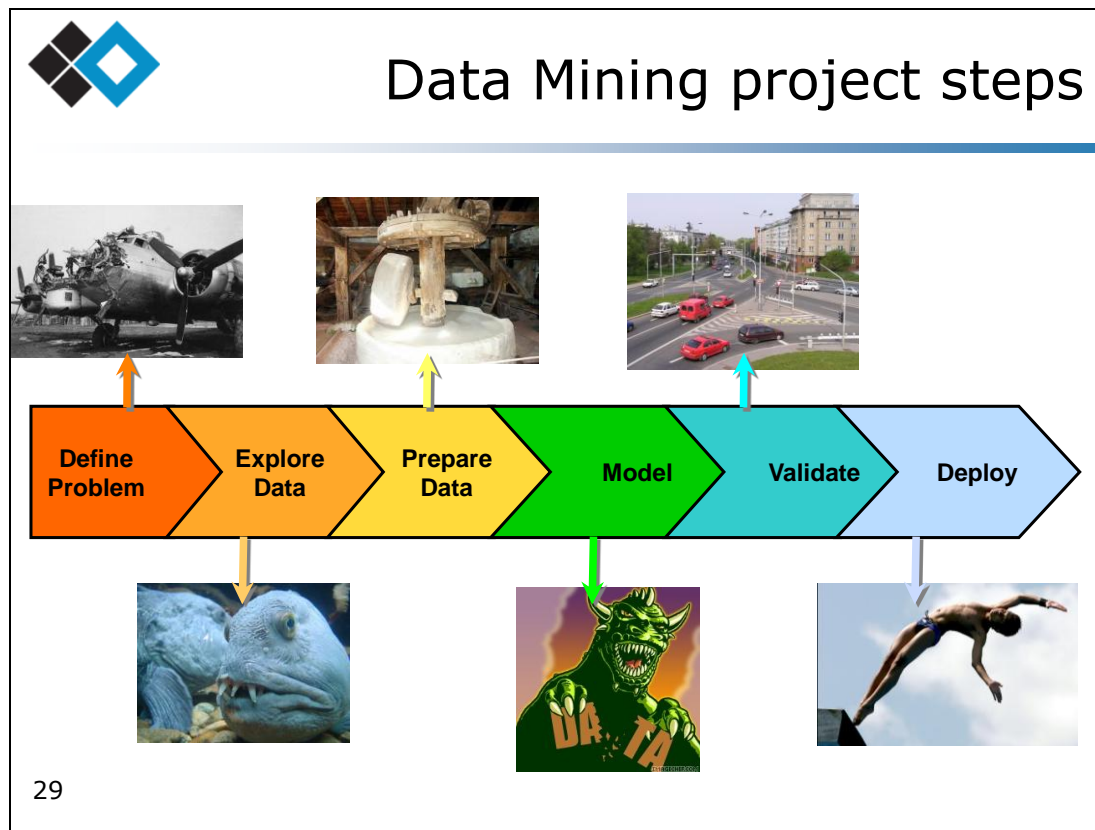 Data Mining project steps
Define
Problem
Explore
Data
Prepare
Data
Model
Validate
Deploy
DA TA
29